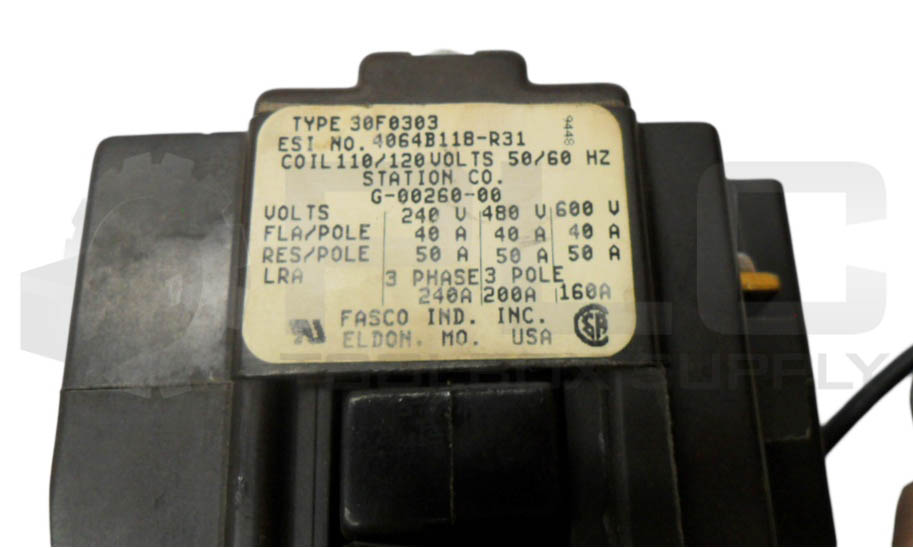 TYPE 30F0303
ESI NO. 4064B118-R31
9448
COIL 110/120 VOLTS 50/60 HZ
STATION CO.
G-00260-00
VOLTS 240 V 480 V 600 V
FLA/POLE 40 A 40 A 40 A
RES/POLE 50 A 50 A 50 A
LRA 3 PHASE 3 POLE
240A 200A 160A
FASCO IND. INC.
ELDON, MO. USA
PLC
TOOLBOX SUPPLY